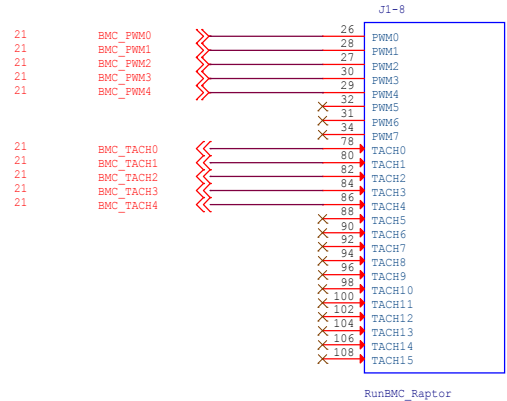 J1-8
21 BMC_PWM0 26 PWM0
21 BMC_PWM1 28 PWM1
21 BMC_PWM2 27 PWM2
21 BMC_PWM3 30 PWM3
21 BMC_PWM4 29 PWM4
32 PWM5
31 PWM6
34 PWM7
21 BMC_TACH0 78 TACH0
21 BMC_TACH1 80 TACH1
21 BMC_TACH2 82 TACH2
21 BMC_TACH3 84 TACH3
21 BMC_TACH4 86 TACH4
88 TACH5
90 TACH6
92 TACH7
94 TACH8
96 TACH9
98 TACH10
100 TACH11
102 TACH12
104 TACH13
106 TACH14
108 TACH15
RunBMC_Raptor